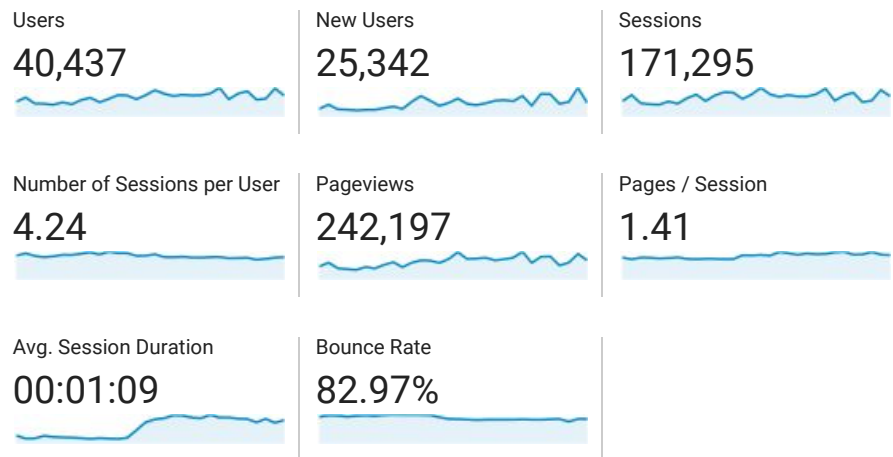 Users
40,437
New Users
25,342
Sessions
171,295
Number of Sessions per User
4.24
Pageviews
242,197
Pages / Session
1.41
Avg. Session Duration
00:01:09
Bounce Rate
82.97%